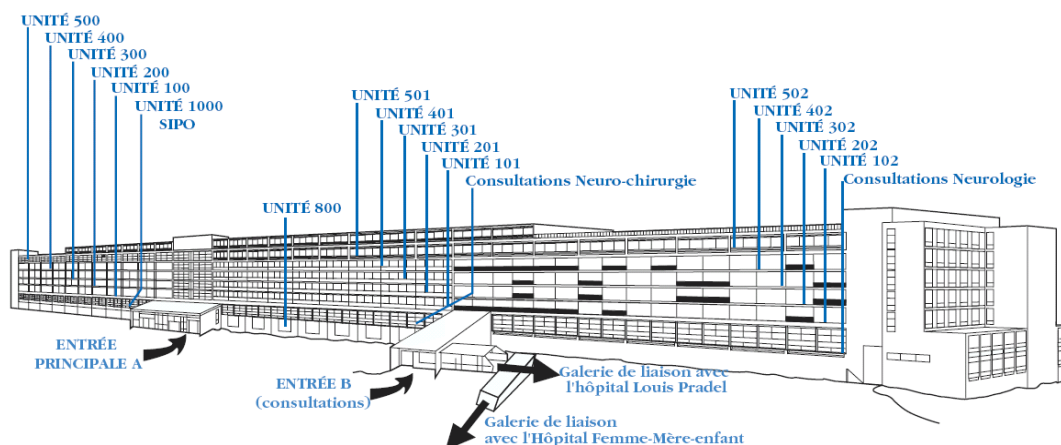 UNITÉ 500
UNITÉ 400
UNITÉ 300
UNITÉ 200
UNITÉ 100
UNITÉ 1000
SIPO
UNITÉ 800
UNITÉ 501
UNITÉ 401
UNITÉ 301
UNITÉ 201
UNITÉ 101
Consultations Neuro-chirurgie
UNITÉ 502
UNITÉ 402
UNITÉ 302
UNITÉ 202
UNITÉ 102
Consultations Neurologie
ENTRÉE
PRINCIPALE A
ENTRÉE B
(consultations)
Galerie de liaison avec
l'hôpital Louis Pradel
Galerie de liaison
avec l'Hôpital Femme-Mère-enfant